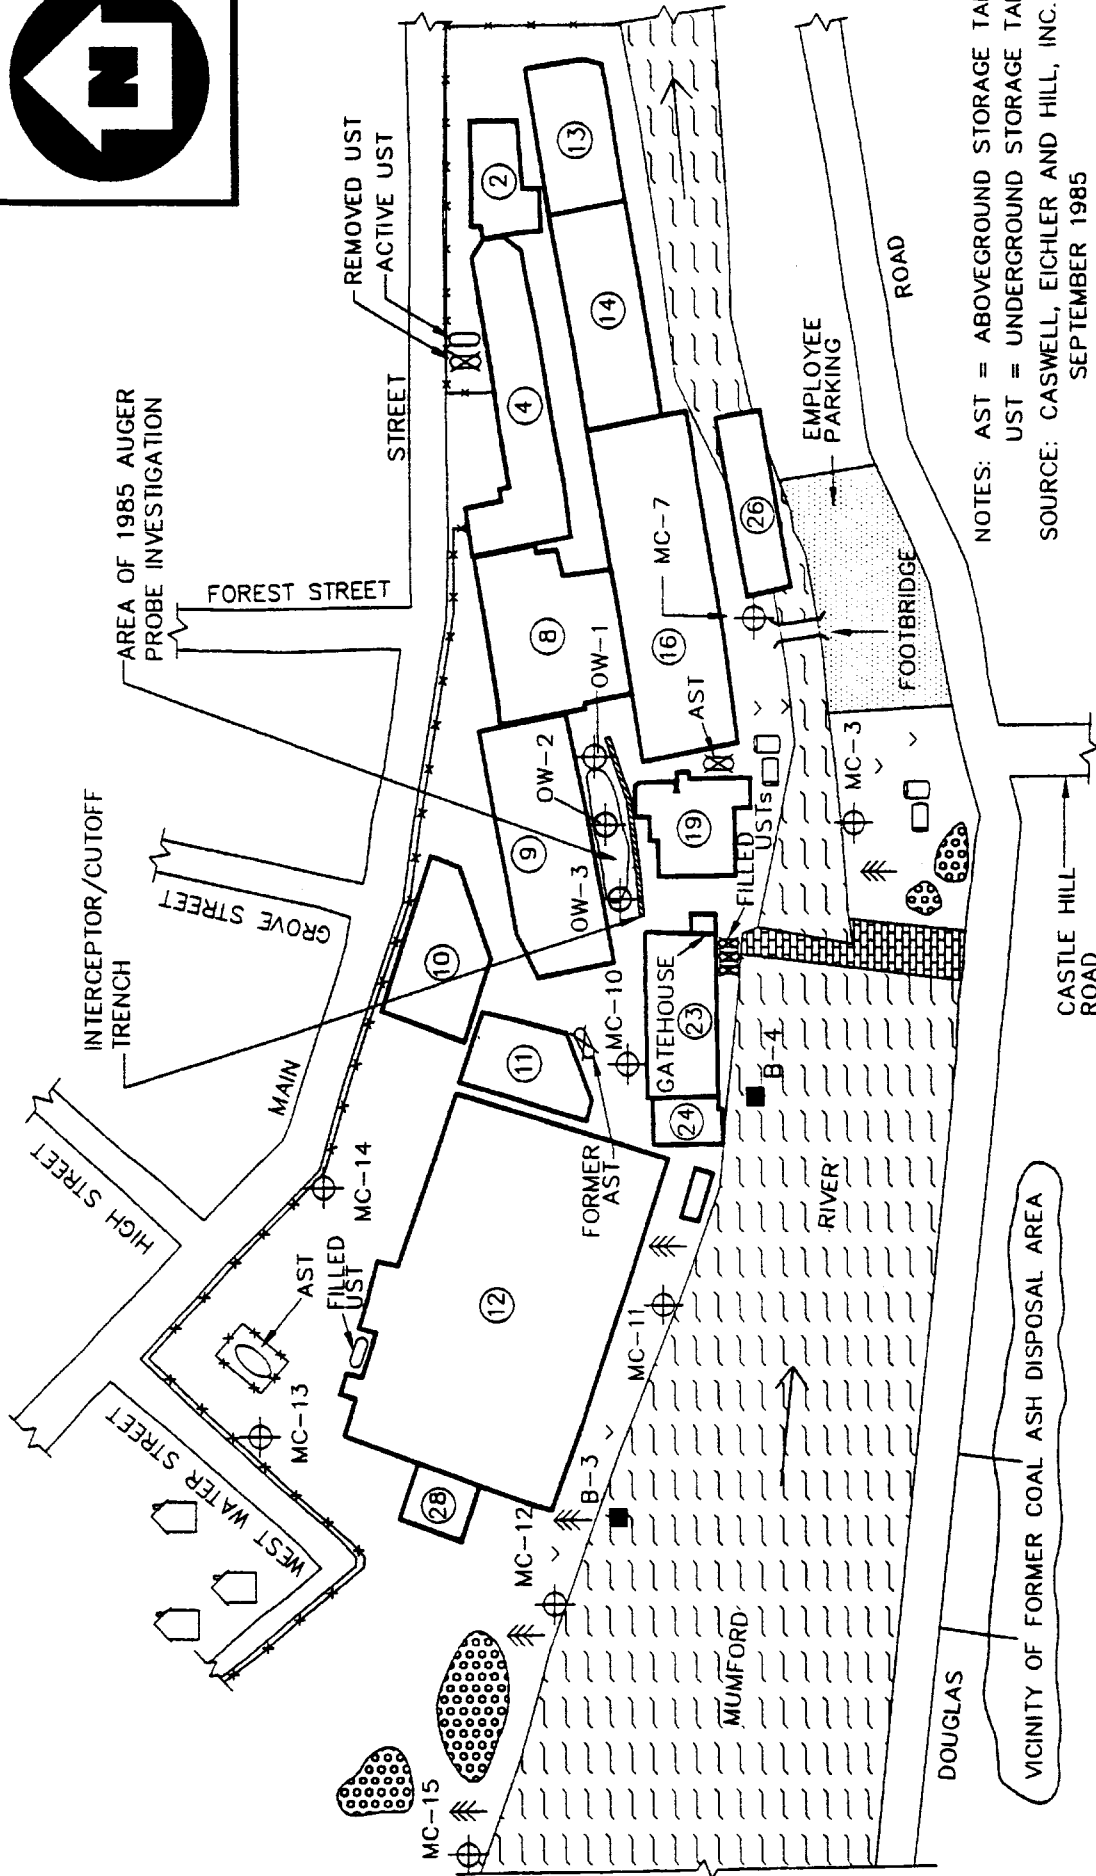 N
HIGH STREET
WEST WATER STREET
MAIN
STREET
GROVE STREET
FOREST STREET
INTERCEPTOR/CUTOFF
TRENCH
AREA OF 1985 AUGER
PROBE INVESTIGATION
REMOVED UST
ACTIVE UST
MC-15
MC-12
B-3
MC-13
AST
FILLED
UST
MC-14
MC-11
FORMER
AST
MC-10
OW-3
OW-2
OW-1
GATEHOUSE
FILLED
USTs
AST
MC-7
MC-3
B-4
28
12
11
10
9
8
4
2
24
23
19
16
14
13
26
MUMFORD
RIVER
FOOTBRIDGE
EMPLOYEE
PARKING
DOUGLAS
ROAD
CASTLE HILL
ROAD
VICINITY OF FORMER COAL ASH DISPOSAL AREA
NOTES: AST = ABOVEGROUND STORAGE
UST = UNDERGROUND STORAGE
SOURCE: CASWELL, EICHLER AND HILL, INC.
SEPTEMBER 1985